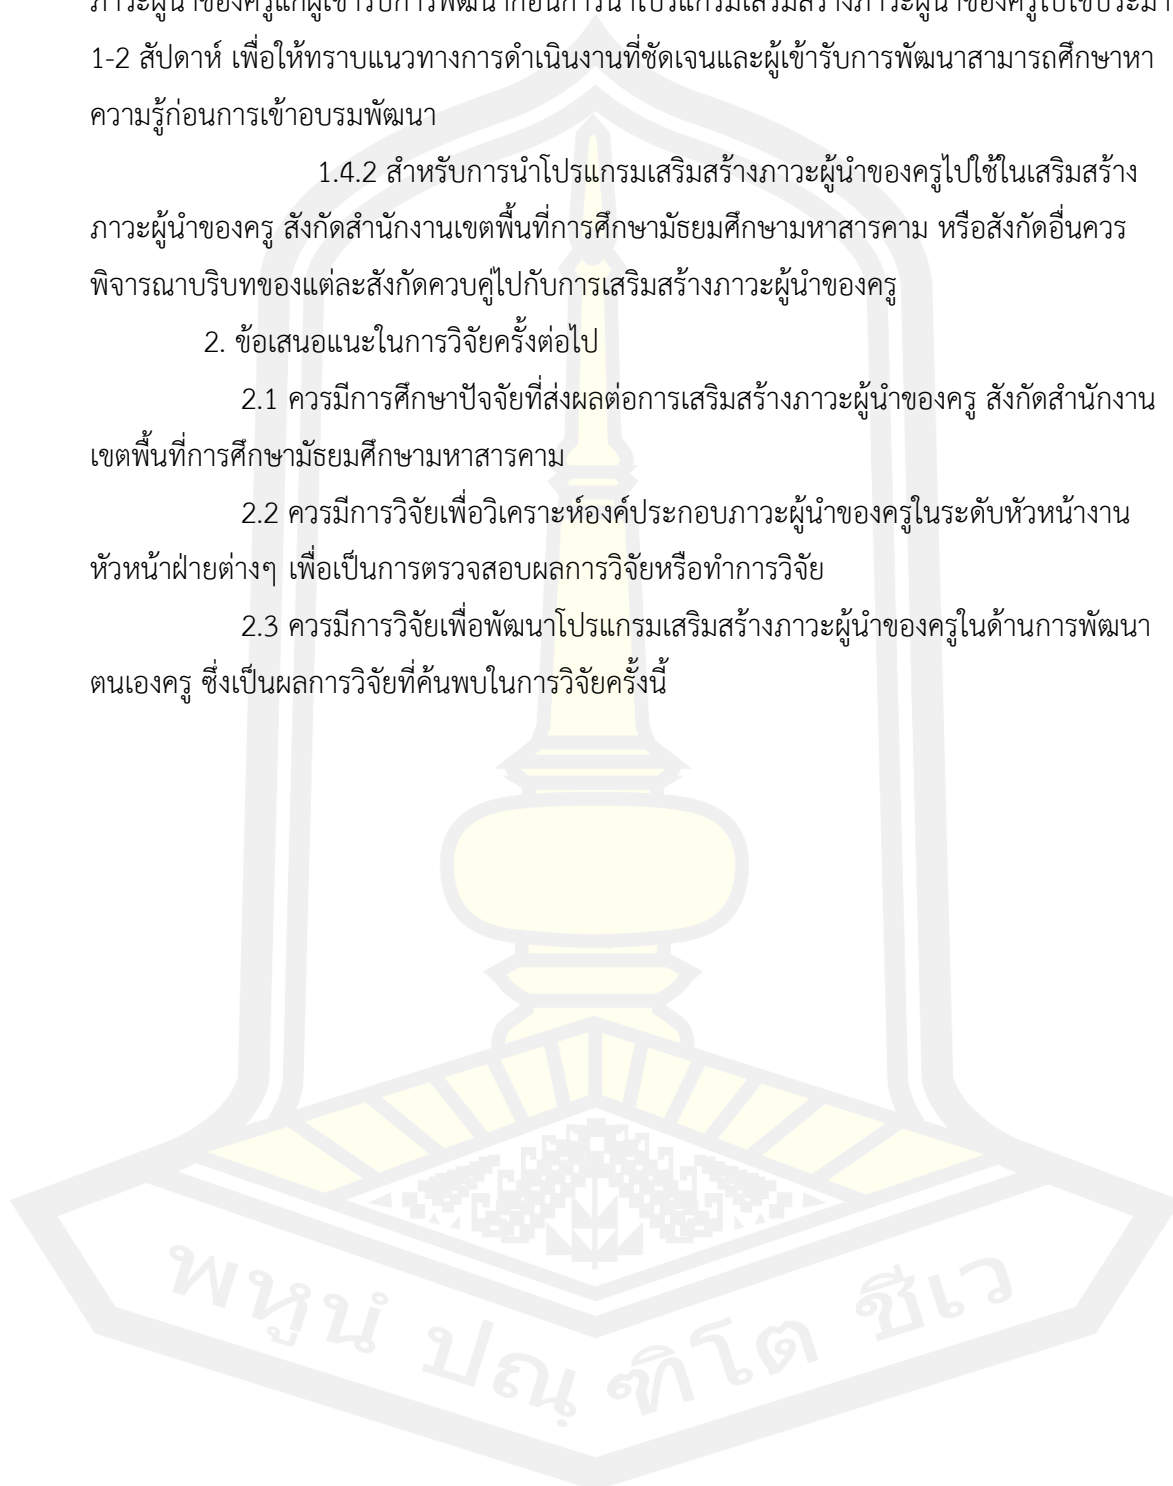 ภาวะผู้นำของครูแก่ผู้เข้ารับการพัฒนาก่อนการนำโปรแกรมเสริมสร้างภาวะผู้นำของครูไปใช้ประมา
1-2 สัปดาห์ เพื่อให้ทราบแนวทางการดำเนินงานที่ชัดเจนและผู้เข้ารับการพัฒนาสามารถศึกษาหา
ความรู้ก่อนการเข้าอบรมพัฒนา
1.4.2 สำหรับการนำโปรแกรมเสริมสร้างภาวะผู้นำของครูไปใช้ในเสริมสร้าง
ภาวะผู้นำของครู สังกัดสำนักงานเขตพื้นที่การศึกษามัธยมศึกษามหาสารคาม หรือสังกัดอื่นควร
พิจารณาบริบทของแต่ละสังกัดควบคู่ไปกับการเสริมสร้างภาวะผู้นำของครู
2. ข้อเสนอแนะในการวิจัยครั้งต่อไป
2.1 ควรมีการศึกษาปัจจัยที่ส่งผลต่อการเสริมสร้างภาวะผู้นำของครู สังกัดสำนักงาน
เขตพื้นที่การศึกษามัธยมศึกษามหาสารคาม
2.2 ควรมีการวิจัยเพื่อวิเคราะห์องค์ประกอบภาวะผู้นำของครูในระดับหัวหน้างาน
หัวหน้าฝ่ายต่างๆ เพื่อเป็นการตรวจสอบผลการวิจัยหรือทำการวิจัย
2.3 ควรมีการวิจัยเพื่อพัฒนาโปรแกรมเสริมสร้างภาวะผู้นำของครูในด้านการพัฒนา
ตนเองครู ซึ่งเป็นผลการวิจัยที่ค้นพบในการวิจัยครั้งนี้
พหูนํ ปณฺฑิโต ชีเว